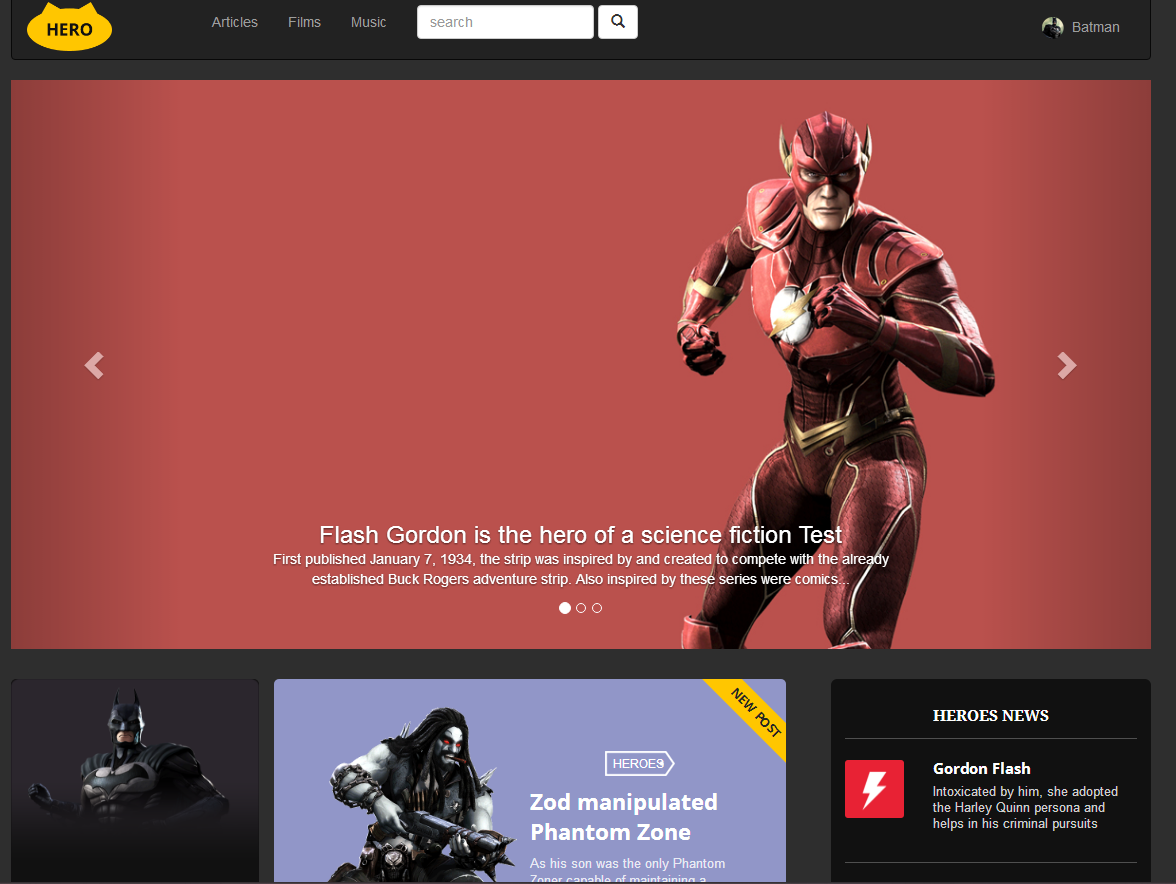 HERO
Articles
Films
Music
search
Batman
Flash Gordon is the hero of a science fiction Test
First published January 7, 1934, the strip was inspired by and created to compete with the already
established Buck Rogers adventure strip. Also inspired by these series were comics...
NEW POST
HEROES
Zod manipulated
Phantom Zone
As his son was the only Phantom
Zoner capable of maintaining a
HEROES NEWS
Gordon Flash
Intoxicated by him, she adopted
the Harley Quinn persona and
helps in his criminal pursuits